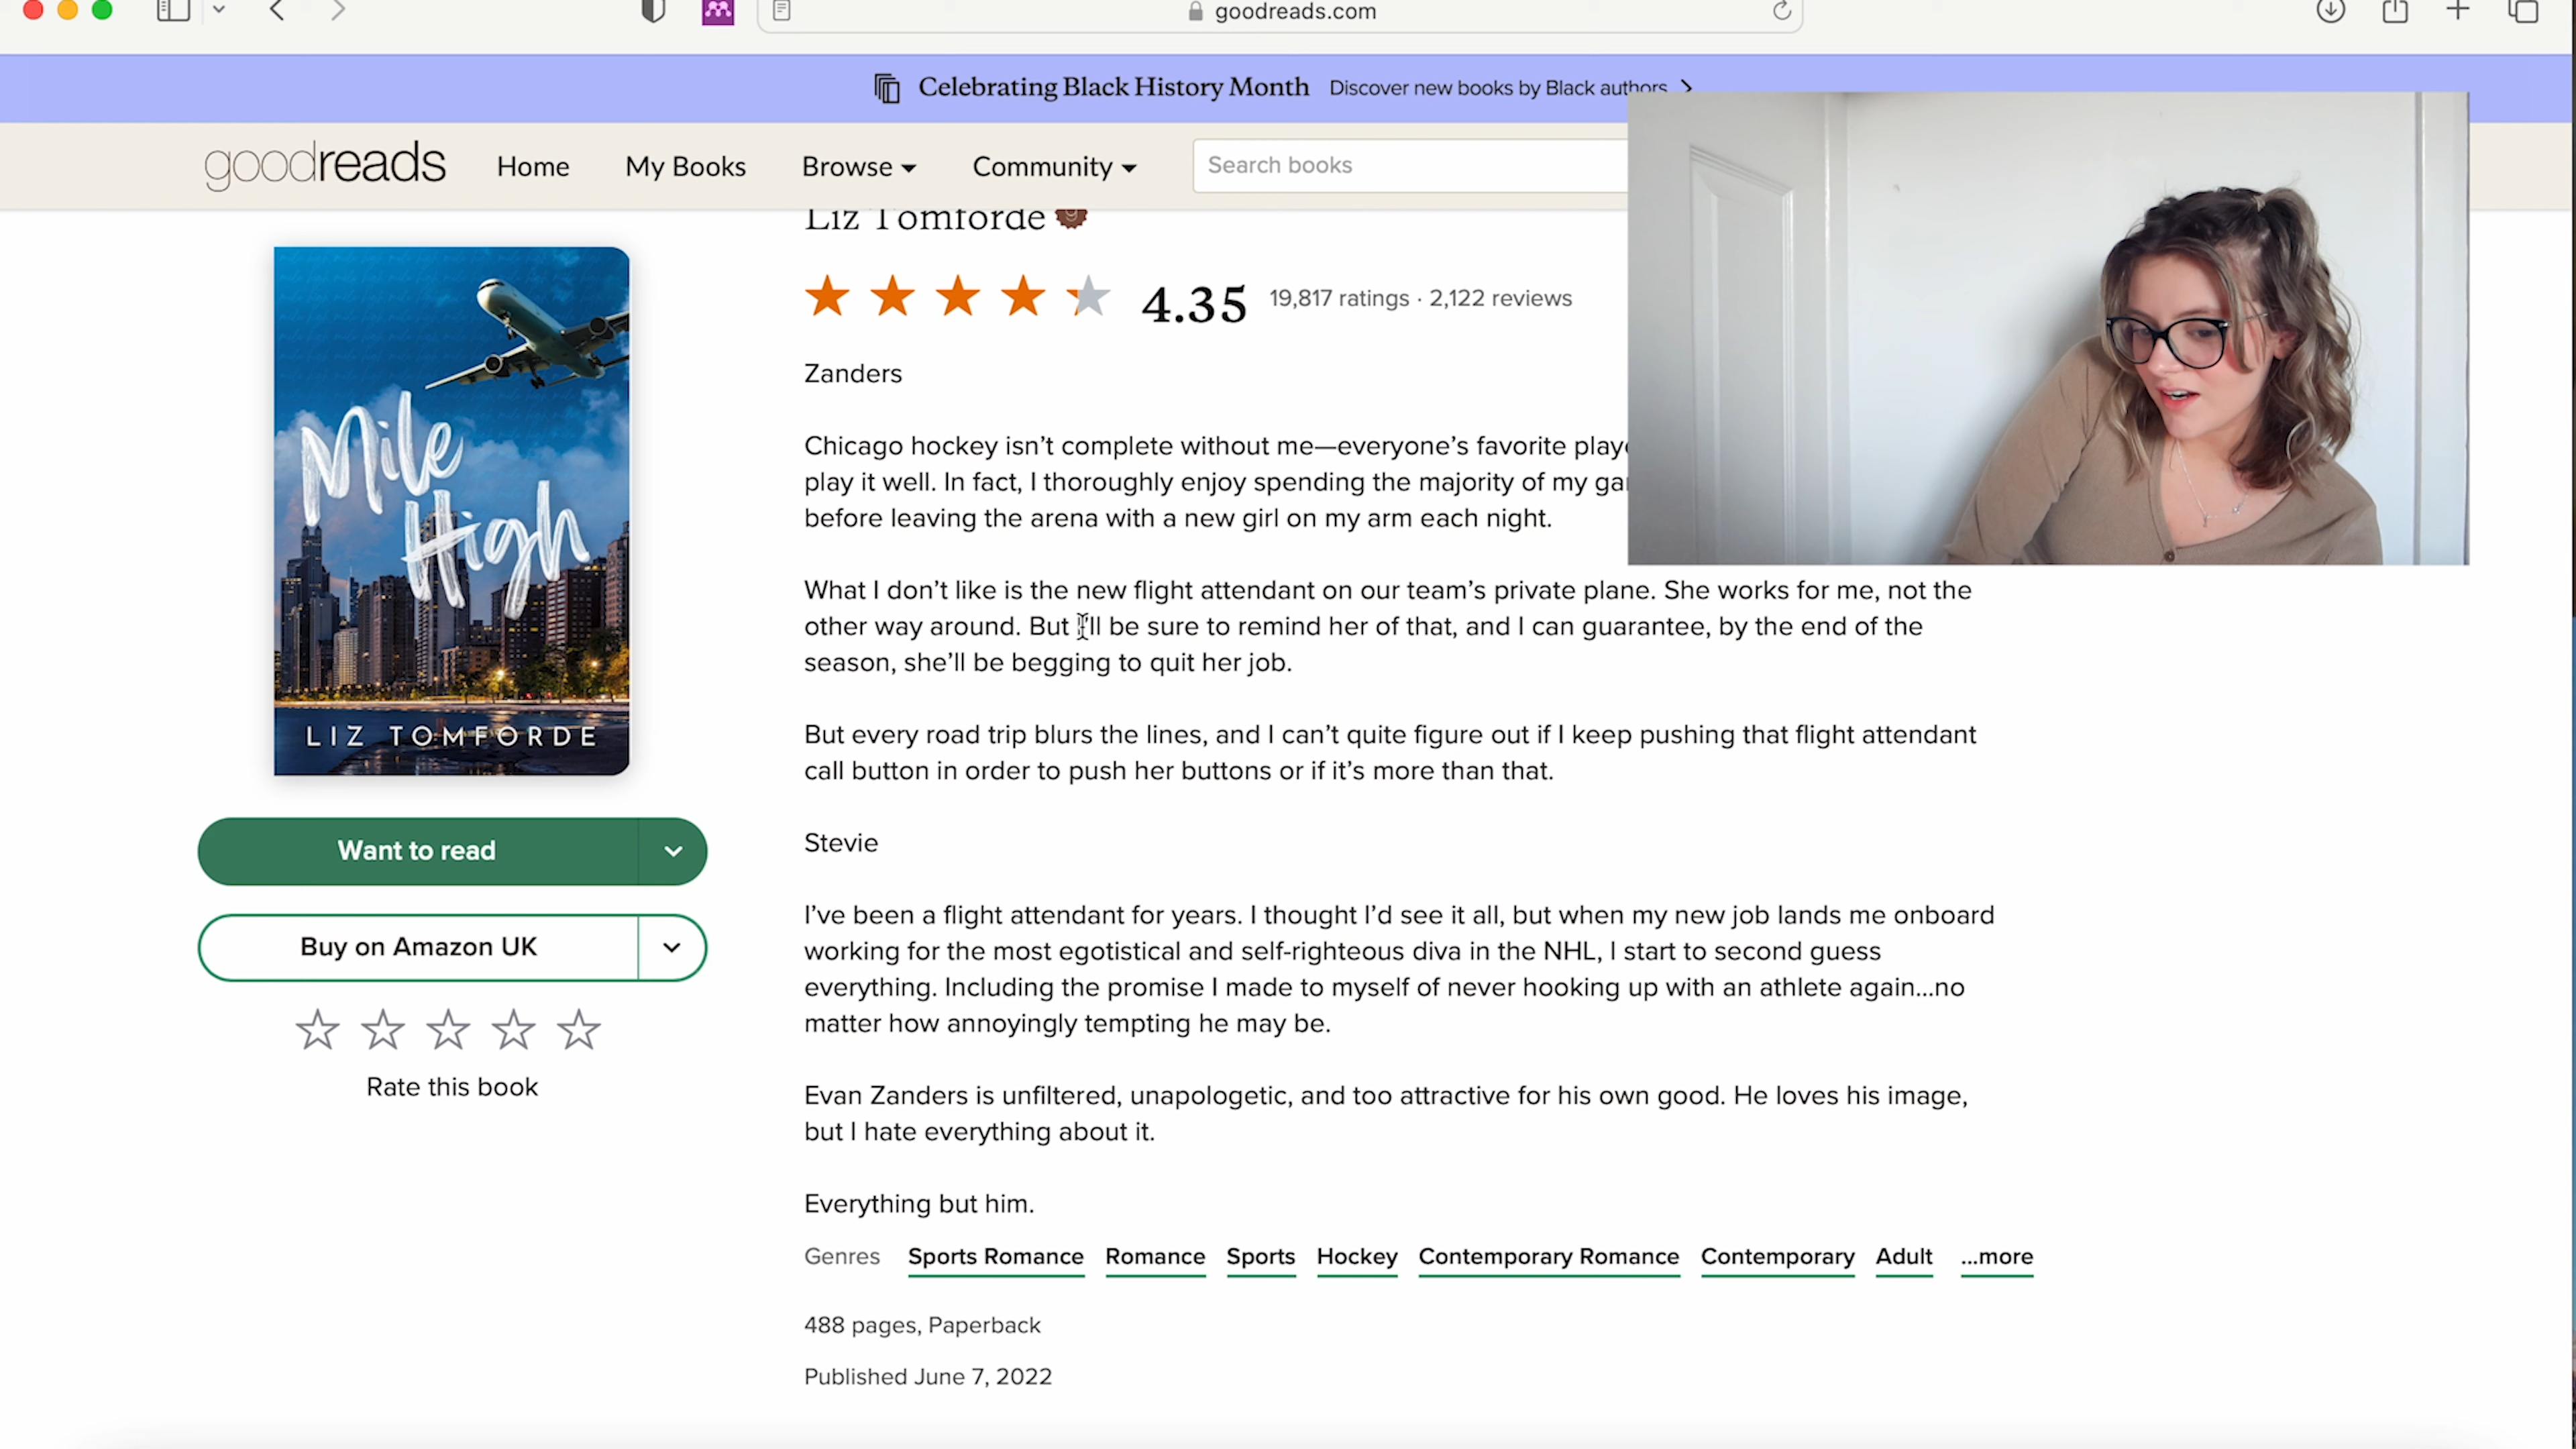 goodreads.com
Celebrating Black History Month Discover new books by Black authors
goodreads Home My Books Browse Community Search books
Liz Tomforde
4.35 19,817 ratings · 2,122 reviews
Mile
High
LIZ TOMFORDE
Want to read
Buy on Amazon UK
Rate this book
Zanders
Chicago hockey isn’t complete without me—everyone’s favorite
play it well. In fact, I thoroughly enjoy spending the majority of my
before leaving the arena with a new girl on my arm each night.
What I don’t like is the new flight attendant on our team’s private plane. She works for me, not the
other way around. But I’ll be sure to remind her of that, and I can guarantee, by the end of the
season, she’ll be begging to quit her job.
But every road trip blurs the lines, and I can’t quite figure out if I keep pushing that flight attendant
call button in order to push her buttons or if it’s more than that.
Stevie
I’ve been a flight attendant for years. I thought I’d see it all, but when my new job lands me onboard
working for the most egotistical and self-righteous diva in the NHL, I start to second guess
everything. Including the promise I made to myself of never hooking up with an athlete again...no
matter how annoyingly tempting he may be.
Evan Zanders is unfiltered, unapologetic, and too attractive for his own good. He loves his image,
but I hate everything about it.
Everything but him.
Genres Sports Romance Romance Sports Hockey Contemporary Romance Contemporary Adult ...more
488 pages, Paperback
Published June 7, 2022